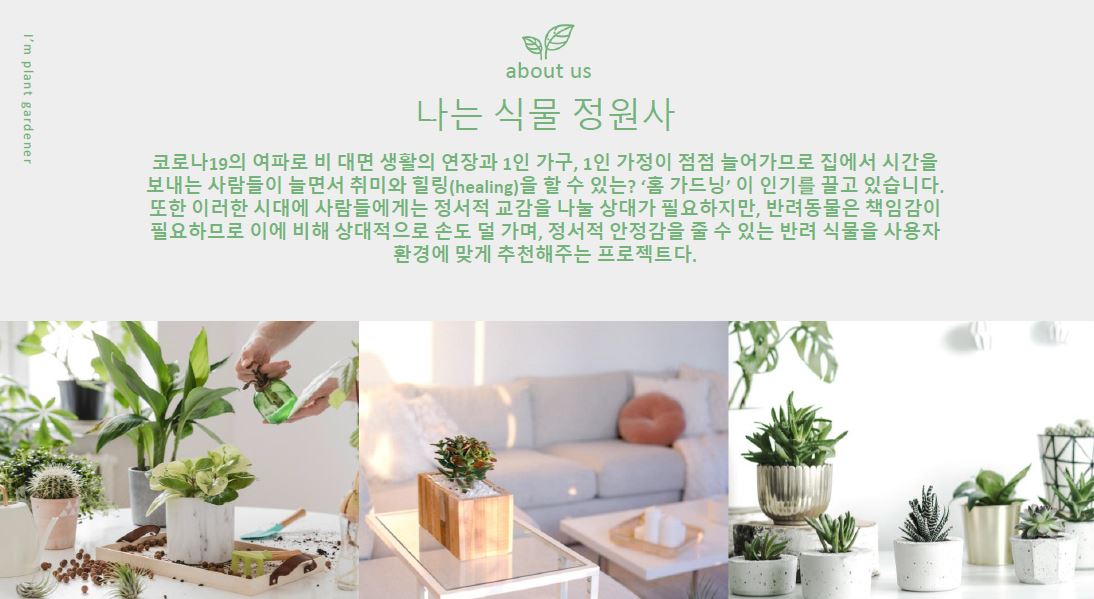 I'm plant gardener
about us
나는 식물 정원사
코로나19의 여파로 비 대면 생활의 연장과 1인 가구, 1인 가정이 점점 늘어가므로 집에서 시간을
보내는 사람들이 늘면서 취미와 힐링(healing)을 할 수 있는? ‘홈 가드닝’ 이 인기를 끌고 있습니다.
또한 이러한 시대에 사람들에게는 정서적 교감을 나눌 상대가 필요하지만, 반려동물은 책임감이
필요하므로 이에 비해 상대적으로 손도 덜 가며, 정서적 안정감을 줄 수 있는 반려 식물을 사용자
환경에 맞게 추천해주는 프로젝트다.